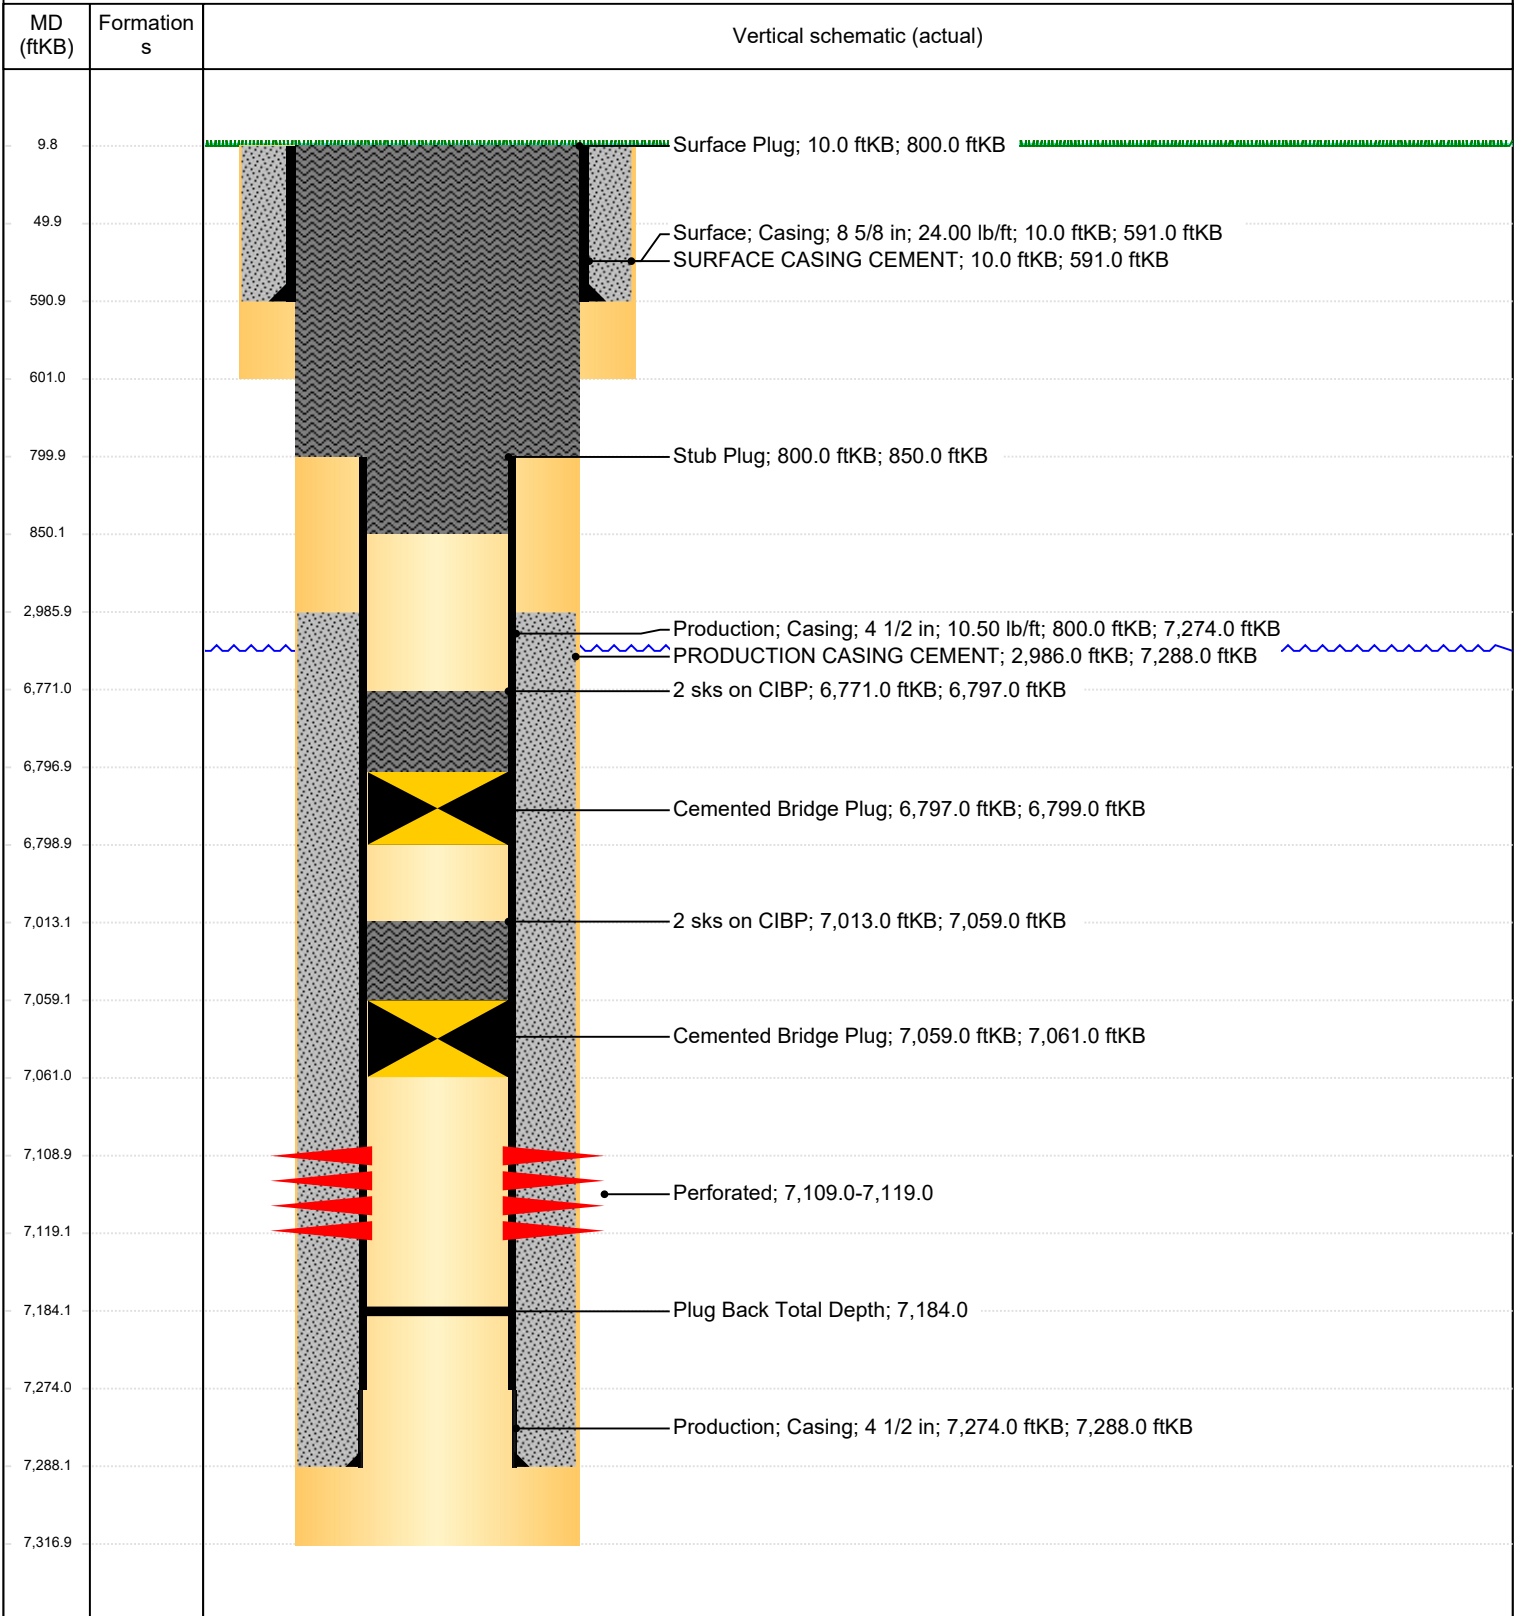 MD
(ftKB)
Formation
s
Vertical schematic (actual)
9.8
Surface Plug; 10.0 ftKB; 800.0 ftKB
49.9
Surface; Casing; 8 5/8 in; 24.00 lb/ft; 10.0 ftKB; 591.0 ftKB
SURFACE CASING CEMENT; 10.0 ftKB; 591.0 ftKB
590.9
601.0
799.9
Stub Plug; 800.0 ftKB; 850.0 ftKB
850.1
2,985.9
Production; Casing; 4 1/2 in; 10.50 lb/ft; 800.0 ftKB; 7,274.0 ftKB
PRODUCTION CASING CEMENT; 2,986.0 ftKB; 7,288.0 ftKB
6,771.0
2 sks on CIBP; 6,771.0 ftKB; 6,797.0 ftKB
6,796.9
Cemented Bridge Plug; 6,797.0 ftKB; 6,799.0 ftKB
6,798.9
7,013.1
2 sks on CIBP; 7,013.0 ftKB; 7,059.0 ftKB
7,059.1
Cemented Bridge Plug; 7,059.0 ftKB; 7,061.0 ftKB
7,061.0
7,108.9
Perforated; 7,109.0-7,119.0
7,119.1
7,184.1
Plug Back Total Depth; 7,184.0
7,274.0
Production; Casing; 4 1/2 in; 7,274.0 ftKB; 7,288.0 ftKB
7,288.1
7,316.9